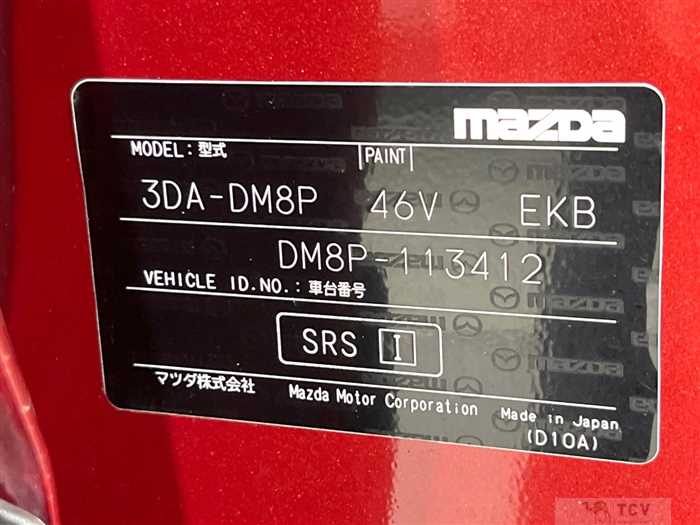 mazda
MODEL：型式 PAINT
3DA-DM8P 46V EKB
DM8P-113412
VEHICLE ID.NO.：車台番号
SRS I
マツダ株式会社 Mazda Motor Corporation Made in Japan
(D10A)
TCV